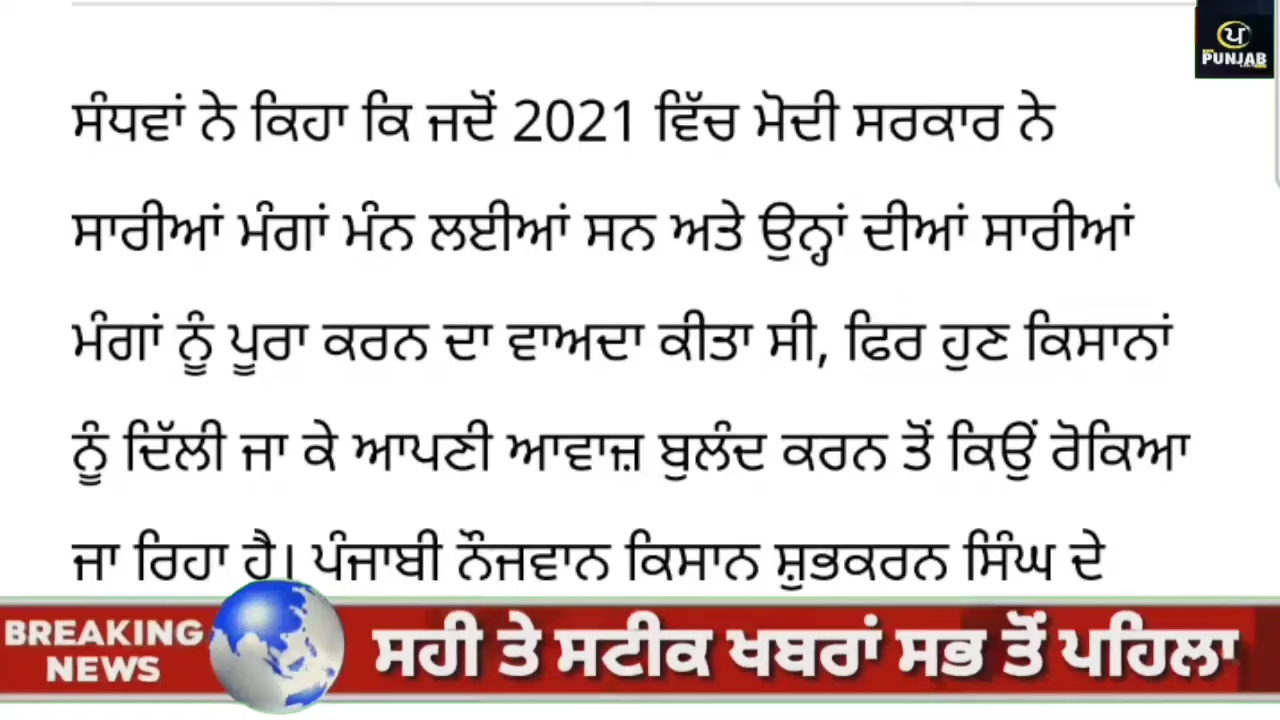 ਪ
PUNJAB
ਸੰਧਵਾਂ ਨੇ ਕਿਹਾ ਕਿ ਜਦੋਂ 2021 ਵਿੱਚ ਮੋਦੀ ਸਰਕਾਰ ਨੇ
ਸਾਰੀਆਂ ਮੰਗਾਂ ਮੰਨ ਲਈਆਂ ਸਨ ਅਤੇ ਉਨ੍ਹਾਂ ਦੀਆਂ ਸਾਰੀਆਂ
ਮੰਗਾਂ ਨੂੰ ਪੂਰਾ ਕਰਨ ਦਾ ਵਾਅਦਾ ਕੀਤਾ ਸੀ, ਫਿਰ ਹੁਣ ਕਿਸਾਨਾਂ
ਨੂੰ ਦਿੱਲੀ ਜਾ ਕੇ ਆਪਣੀ ਆਵਾਜ਼ ਬੁਲੰਦ ਕਰਨ ਤੋਂ ਕਿਉਂ ਰੋਕਿਆ
ਜਾ ਰਿਹਾ ਹੈ। ਪੰਜਾਬੀ ਨੌਜਵਾਨ ਕਿਸਾਨ ਸ਼ੁਭਕਰਨ ਸਿੰਘ ਦੇ
BREAKING
NEWS
ਸਹੀ ਤੇ ਸਟੀਕ ਖਬਰਾਂ ਸਭ ਤੋਂ ਪਹਿਲਾ